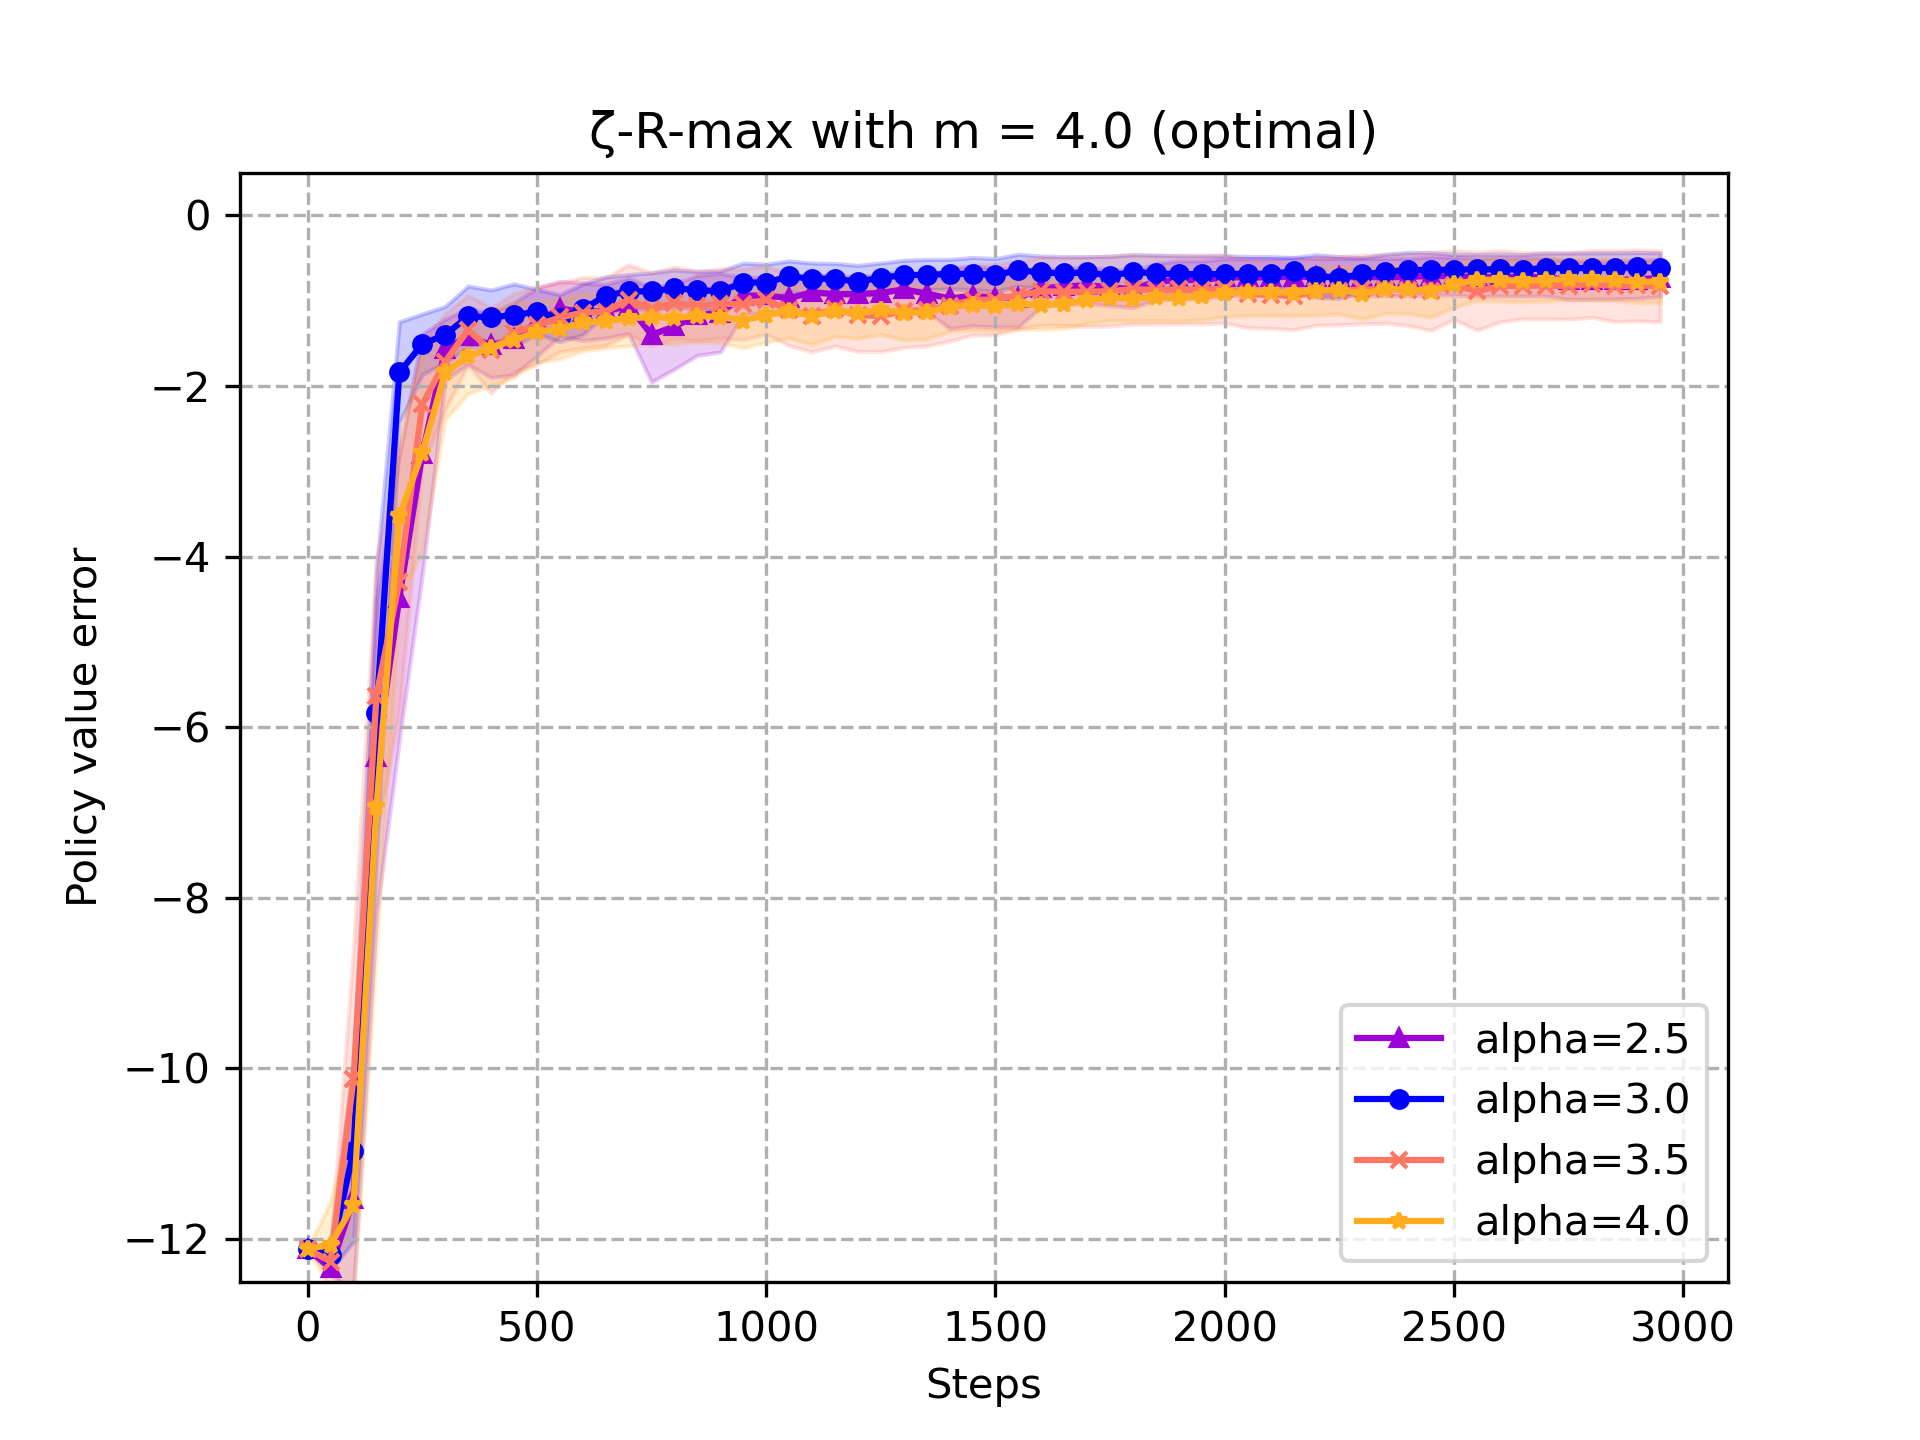 ζ-R-max with m = 4.0 (optimal)
0
−2
−4
−6
−8
−10
−12
Policy value error
0 500 1000 1500 2000 2500 3000
Steps
alpha=2.5
alpha=3.0
alpha=3.5
alpha=4.0